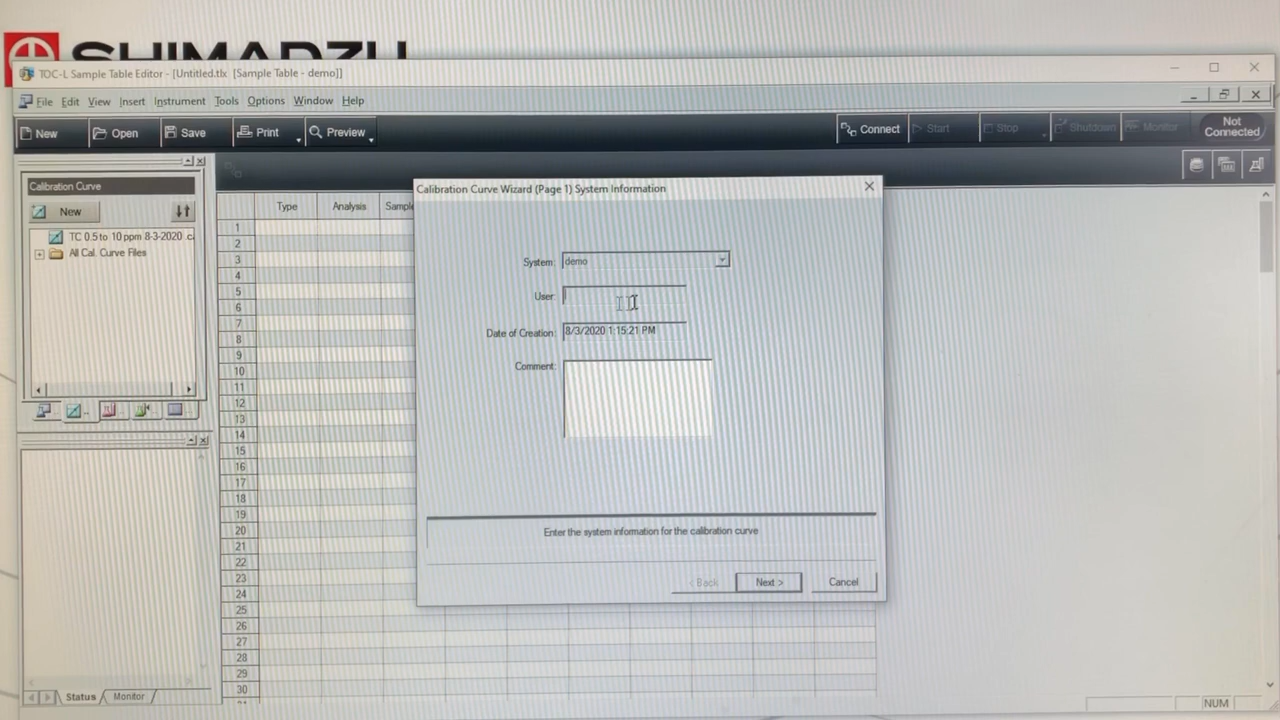 SHIMADZU
TOC-L Sample Table Editor - [Untitled.tlx [Sample Table - demo]]
File Edit View Insert Instrument Tools Options Window Help
New Open Save Print Preview Connect Start Stop Shutdown Monitor Not Connected
Calibration Curve
New
TC 0.5 to 10 ppm 8-3-2020 .c
All Cal. Curve Files
Type Analysis Sample
1
2
3
4
5
6
7
8
9
10
11
12
13
14
15
16
17
18
19
20
21
22
23
24
25
26
27
28
29
30
Calibration Curve Wizard (Page 1) System Information
System: demo
User:
Date of Creation: 8/3/2020 1:15:21 PM
Comment:
Enter the system information for the calibration curve
< Back Next > Cancel
Status Monitor
NUM